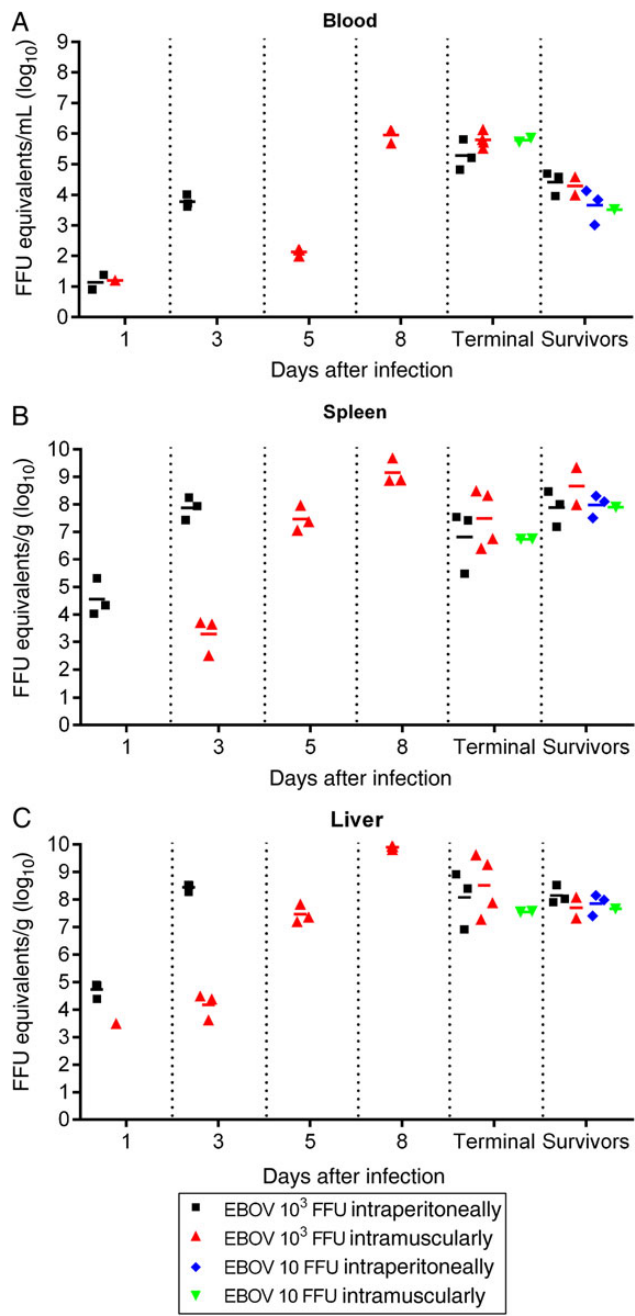 A
Blood
FFU equivalents/mL (log10)
9
8
7
6
5
4
3
2
1
0
1 3 5 8 Terminal Survivors
Days after infection
B
Spleen
FFU equivalents/g (log10)
10
9
8
7
6
5
4
3
2
1
0
1 3 5 8 Terminal Survivors
Days after infection
C
Liver
FFU equivalents/g (log10)
10
9
8
7
6
5
4
3
2
1
0
1 3 5 8 Terminal Survivors
Days after infection
EBOV 10³ FFU intraperitoneally
EBOV 10³ FFU intramuscularly
EBOV 10 FFU intraperitoneally
EBOV 10 FFU intramuscularly